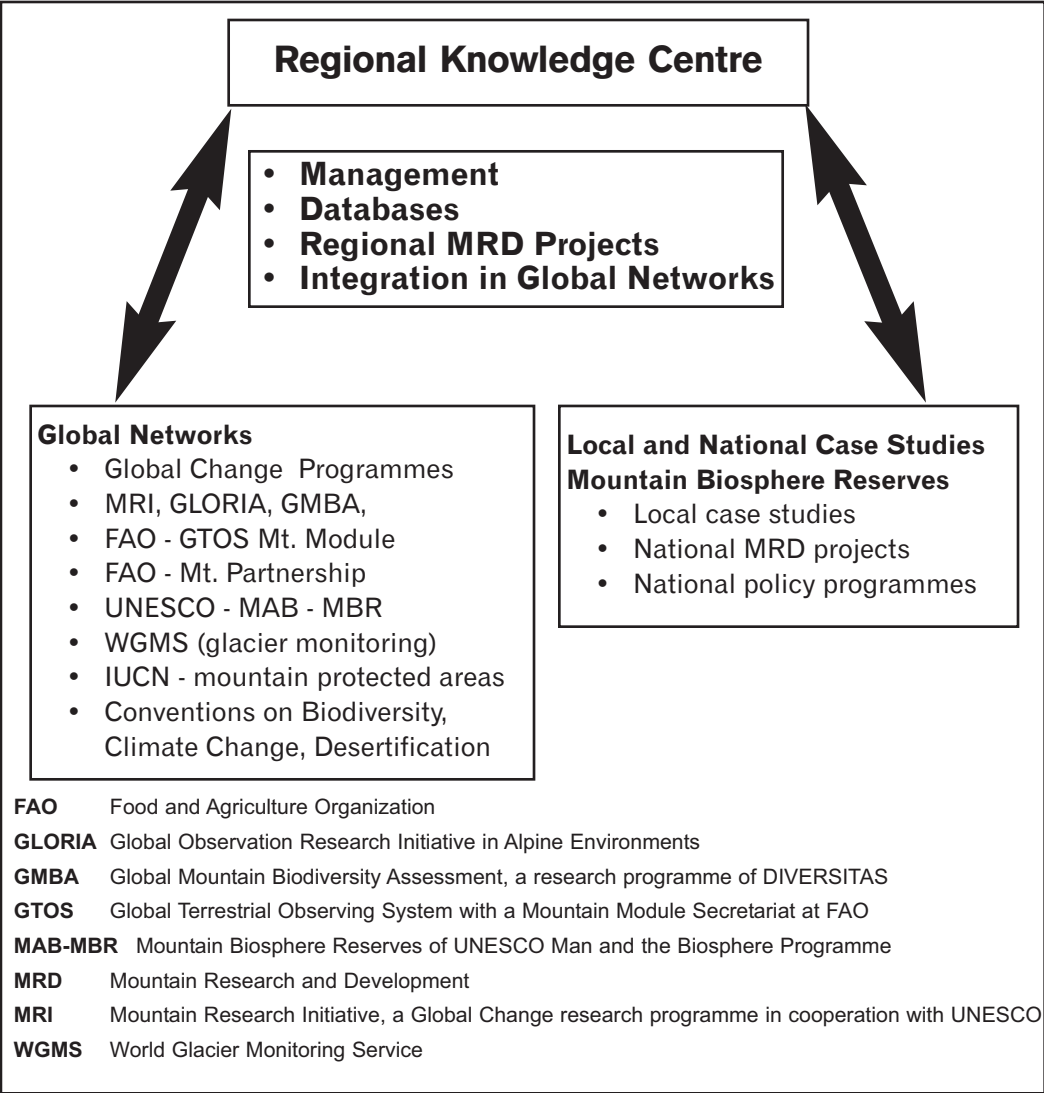 Regional Knowledge Centre
• Management
• Databases
• Regional MRD Projects
• Integration in Global Networks
Global Networks
• Global Change Programmes
• MRI, GLORIA, GMBA,
• FAO - GTOS Mt. Module
• FAO - Mt. Partnership
• UNESCO - MAB - MBR
• WGMS (glacier monitoring)
• IUCN - mountain protected areas
• Conventions on Biodiversity,
Climate Change, Desertification
Local and National Case Studies
Mountain Biosphere Reserves
• Local case studies
• National MRD projects
• National policy programmes
FAO Food and Agriculture Organization
GLORIA Global Observation Research Initiative in Alpine Environments
GMBA Global Mountain Biodiversity Assessment, a research programme of DIVERSITAS
GTOS Global Terrestrial Observing System with a Mountain Module Secretariat at FAO
MAB-MBR Mountain Biosphere Reserves of UNESCO Man and the Biosphere Programme
MRD Mountain Research and Development
MRI Mountain Research Initiative, a Global Change research programme in cooperation with UNESCO
WGMS World Glacier Monitoring Service